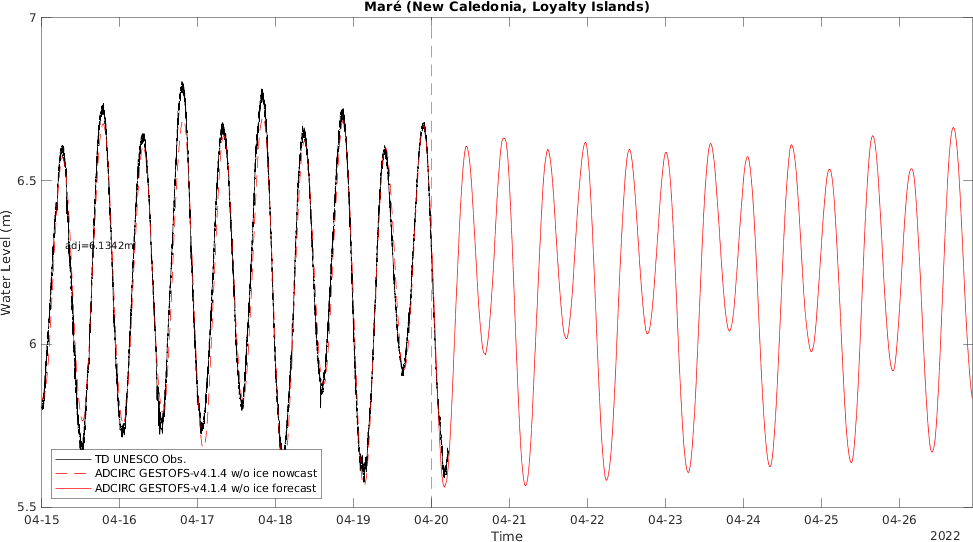 Maré (New Caledonia, Loyalty Islands)
7
6.5
6
5.5
Water Level (m)
adj=6.1342m
TD UNESCO Obs.
ADCIRC GESTOFS-v4.1.4 w/o ice nowcast
ADCIRC GESTOFS-v4.1.4 w/o ice forecast
04-15 04-16 04-17 04-18 04-19 04-20 04-21 04-22 04-23 04-24 04-25 04-26
Time
2022